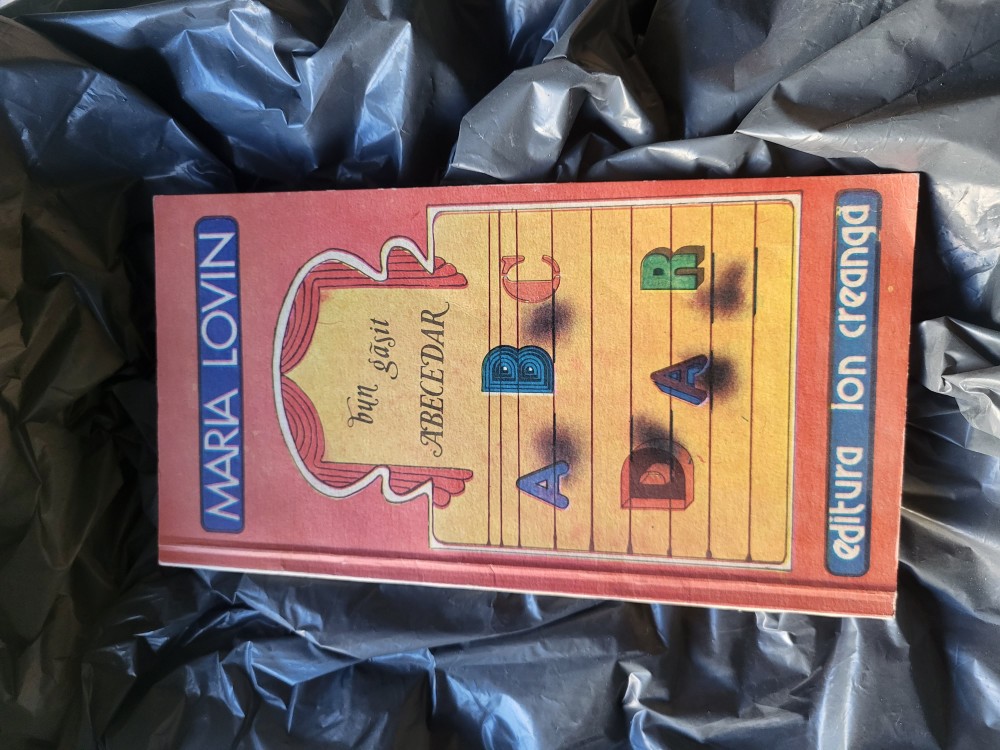 MARIA LOVIN
bun
găsit
ABECEDAR
A B C
D A R
editura ion creangă